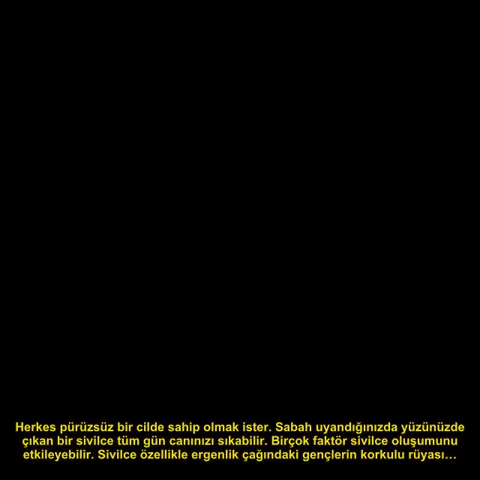 Herkes pürüzsüz bir cilde sahip olmak ister. Sabah uyandığınızda yüzünüzde
çıkan bir sivilce tüm gün canınızı sıkabilir. Birçok faktör sivilce oluşumunu
etkileyebilir. Sivilce özellikle ergenlik çağındaki gençlerin korkulu rüyası…